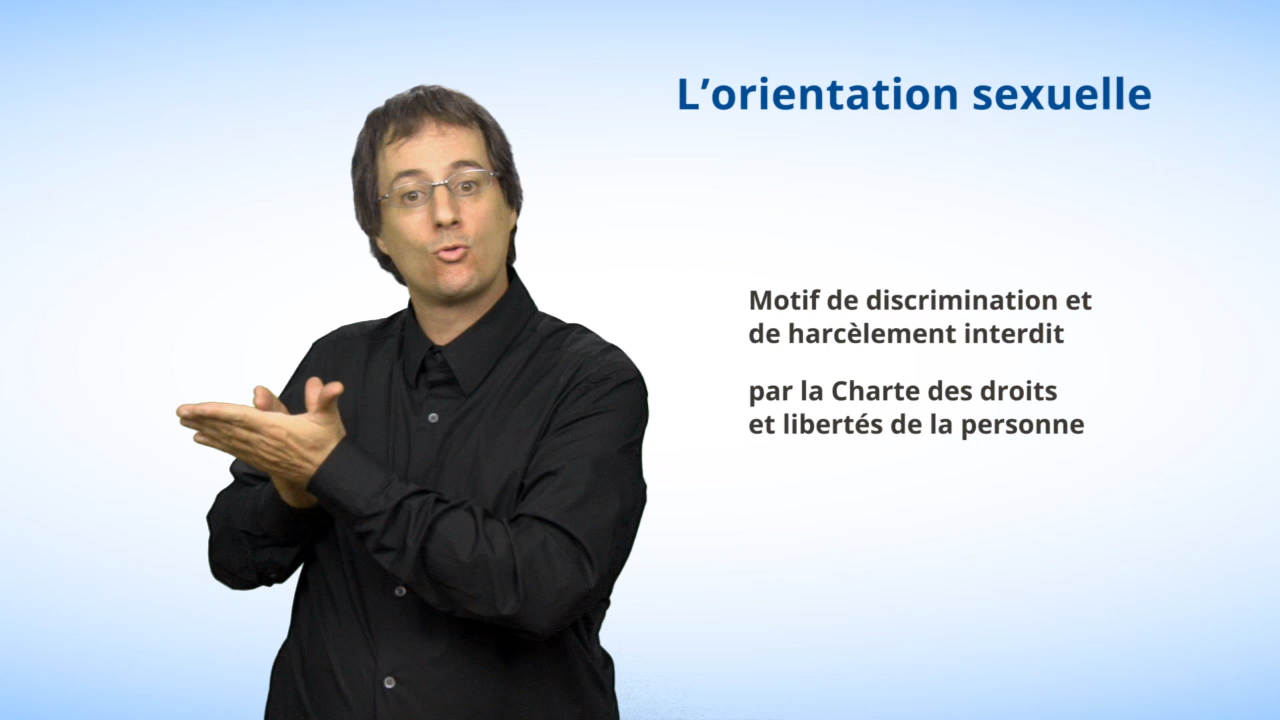 L’orientation sexuelle
Motif de discrimination et
de harcèlement interdit
par la Charte des droits
et libertés de la personne